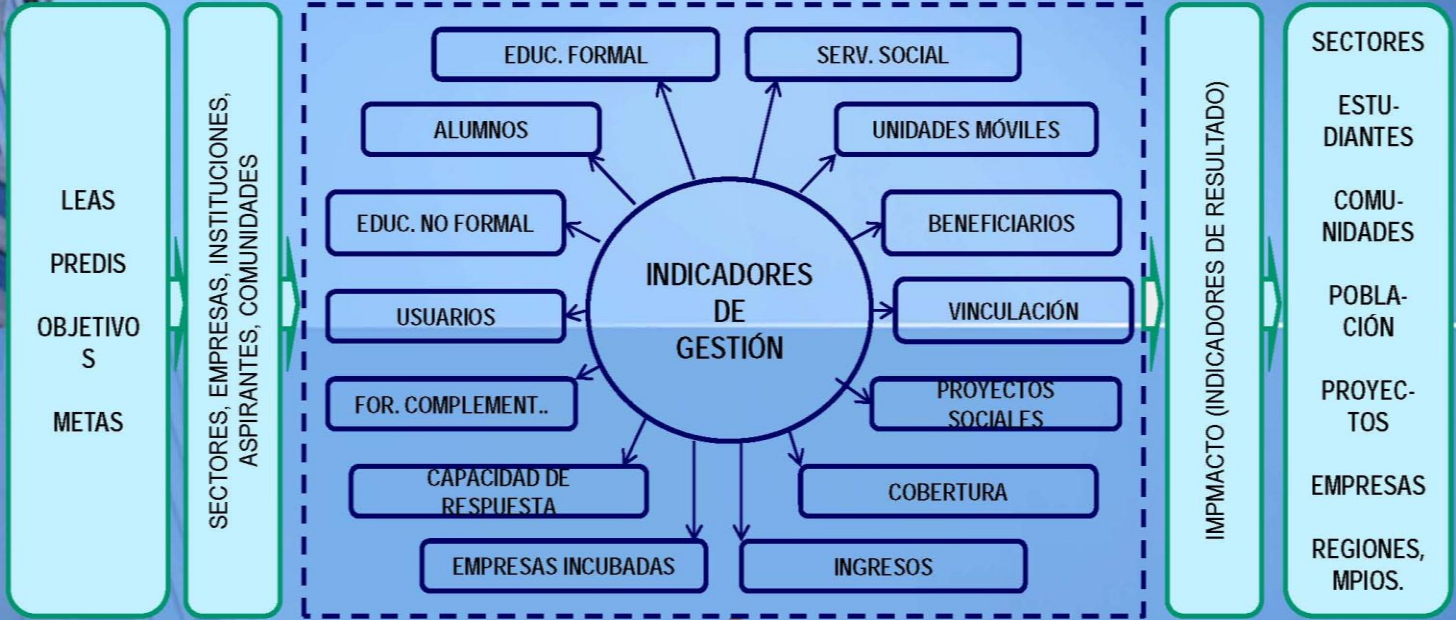 LEAS
PREDIS
OBJETIVO
S
METAS
SECTORES, EMPRESAS, INSTITUCIONES,
ASPIRANTES, COMUNIDADES
EDUC. FORMAL
ALUMNOS
EDUC. NO FORMAL
USUARIOS
FOR. COMPLEMENT..
CAPACIDAD DE
RESPUESTA
EMPRESAS INCUBADAS
INDICADORES
DE
GESTIÓN
SERV. SOCIAL
UNIDADES MÓVILES
BENEFICIARIOS
VINCULACIÓN
PROYECTOS
SOCIALES
COBERTURA
INGRESOS
IMPMACTO (INDICADORES DE RESULTADO)
SECTORES
ESTU-
DIANTES
COMU-
NIDADES
POBLA-
CIÓN
PROYEC-
TOS
EMPRESAS
REGIONES,
MPIOS.